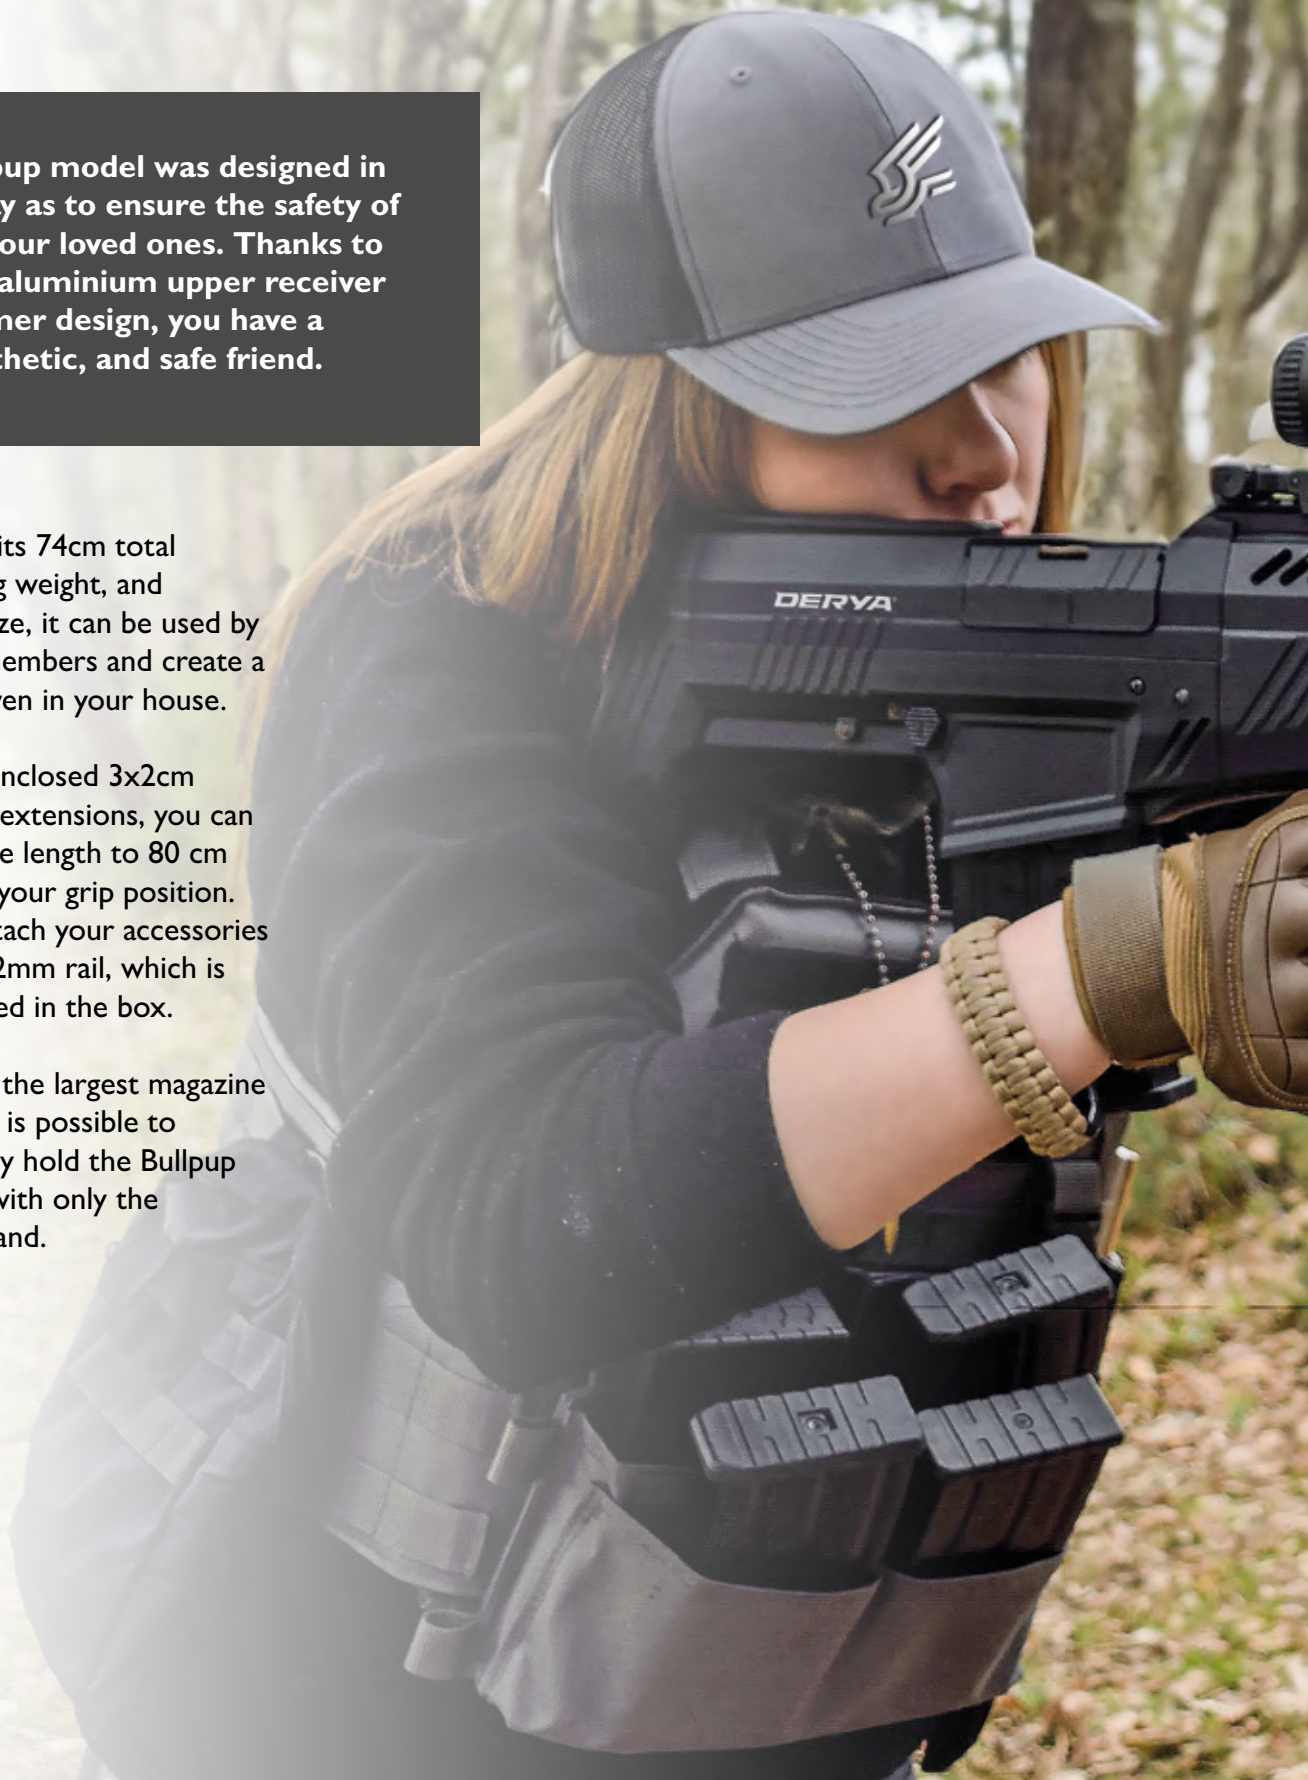 oup model was designed in
y as to ensure the safety of
our loved ones. Thanks to
aluminium upper receiver
ner design, you have a
thetic, and safe friend.
its 74cm total
g weight, and
ze, it can be used by
embers and create a
ven in your house.
nclosed 3x2cm
extensions, you can
e length to 80 cm
your grip position.
tach your accessories
2mm rail, which is
ed in the box.
the largest magazine
is possible to
y hold the Bullpup
with only the
and.
DERYA